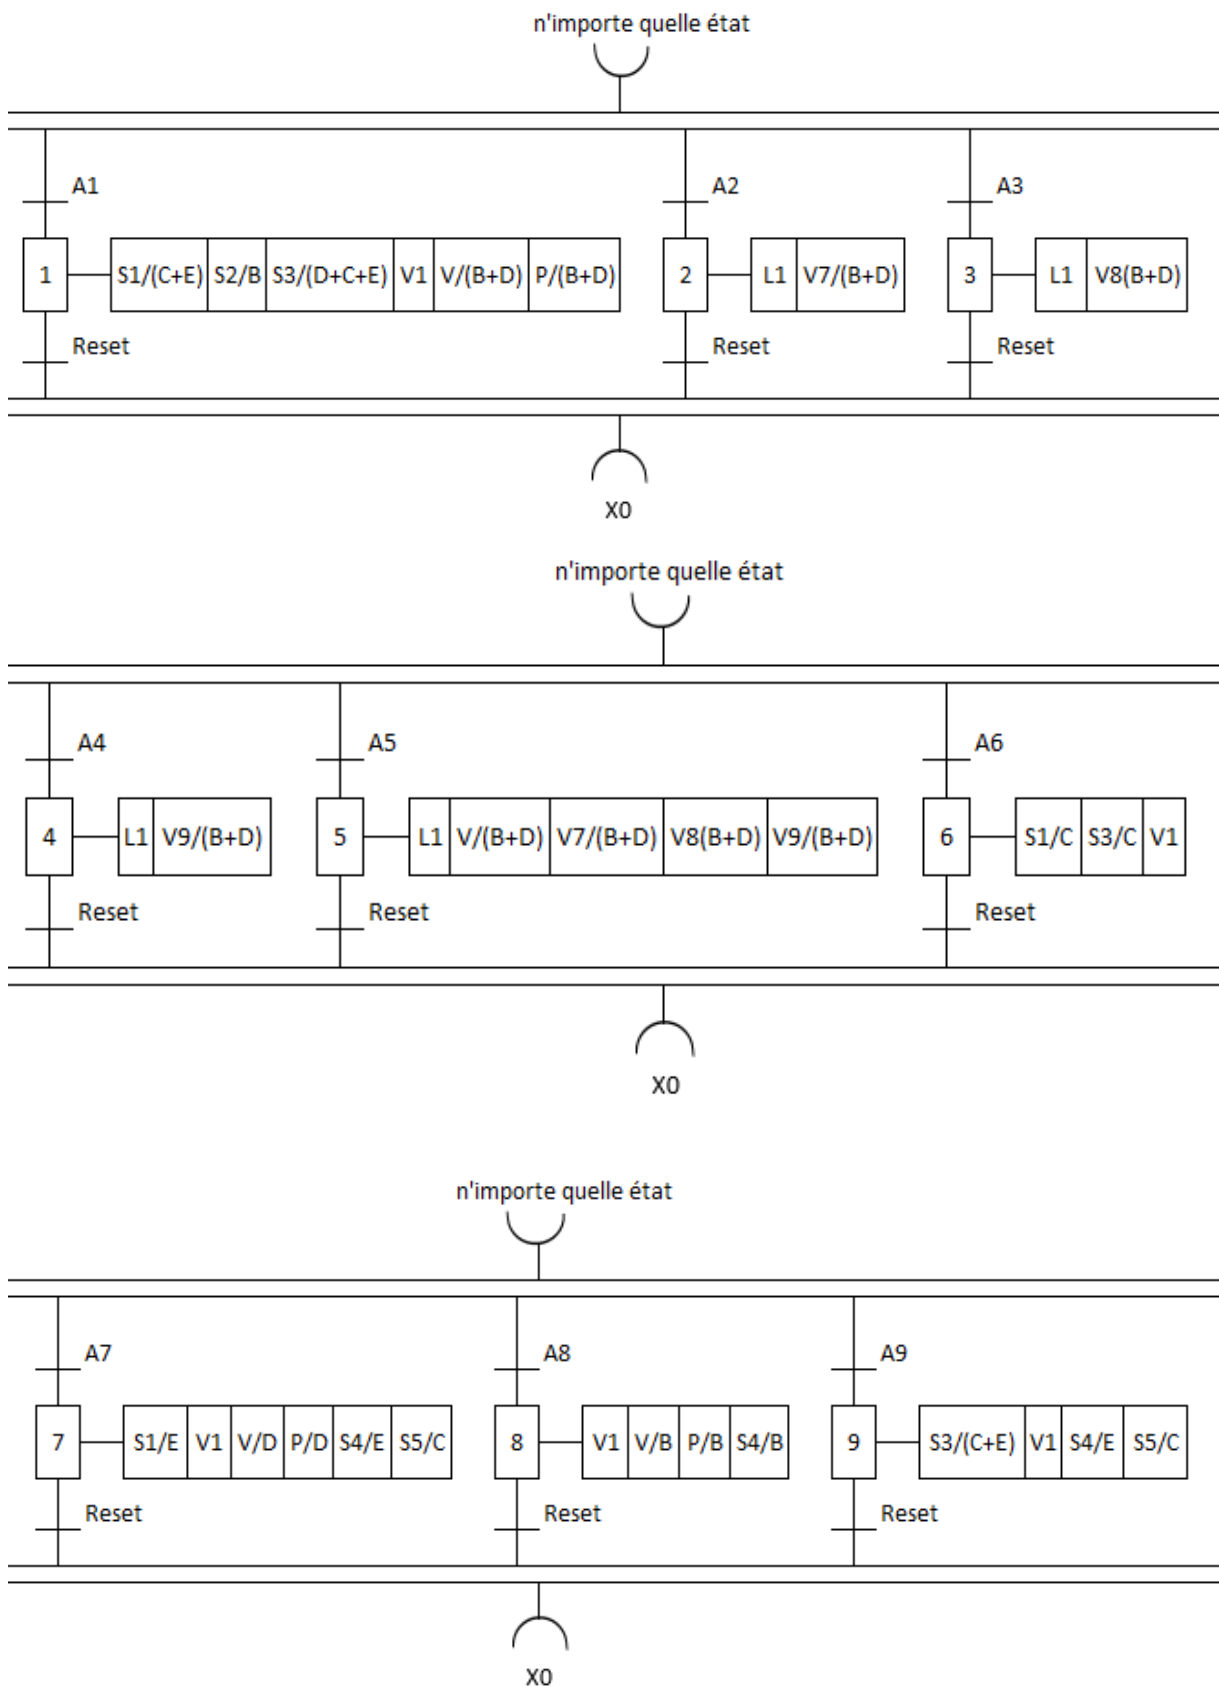 n'importe quelle état
A1 A2 A3
1 S1/(C+E) S2/B S3/(D+C+E) V1 V/(B+D) P/(B+D) 2 L1 V7/(B+D) 3 L1 V8(B+D)
Reset Reset Reset
X0
n'importe quelle état
A4 A5 A6
4 L1 V9/(B+D) 5 L1 V/(B+D) V7/(B+D) V8(B+D) V9/(B+D) 6 S1/C S3/C V1
Reset Reset Reset
X0
n'importe quelle état
A7 A8 A9
7 S1/E V1 V/D P/D S4/E S5/C 8 V1 V/B P/B S4/B 9 S3/(C+E) V1 S4/E S5/C
Reset Reset Reset
X0